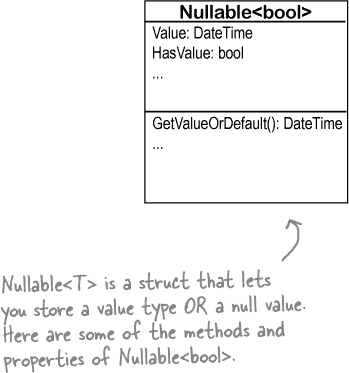 Nullable<bool>
Value: DateTime
HasValue: bool
...
GetValueOrDefault(): DateTime
...
Nullable<T> is a struct that lets
you store a value type OR a null value.
Here are some of the methods and
properties of Nullable<bool>.